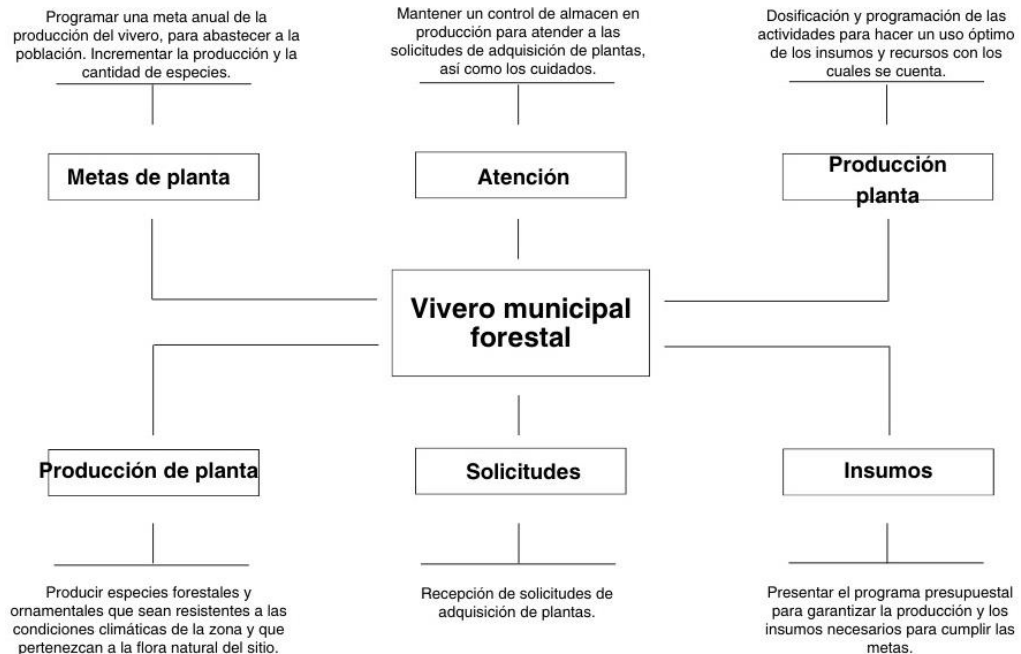 Programar una meta anual de la
producción del vivero, para abastecer a la
población. Incrementar la producción y la
cantidad de especies.
Mantener un control de almacen en
producción para atender a las
solicitudes de adquisición de plantas,
así como los cuidados.
Dosificación y programación de las
actividades para hacer un uso óptimo
de los insumos y recursos con los
cuales se cuenta.
Metas de planta
Atención
Producción
planta
Vivero municipal
forestal
Producción de planta
Solicitudes
Insumos
Producir especies forestales y
ornamentales que sean resistentes a las
condiciones climáticas de la zona y que
pertenezcan a la flora natural del sitio.
Recepción de solicitudes de
adquisición de plantas.
Presentar el programa presupuestal
para garantizar la producción y los
insumos necesarios para cumplir las
metas.